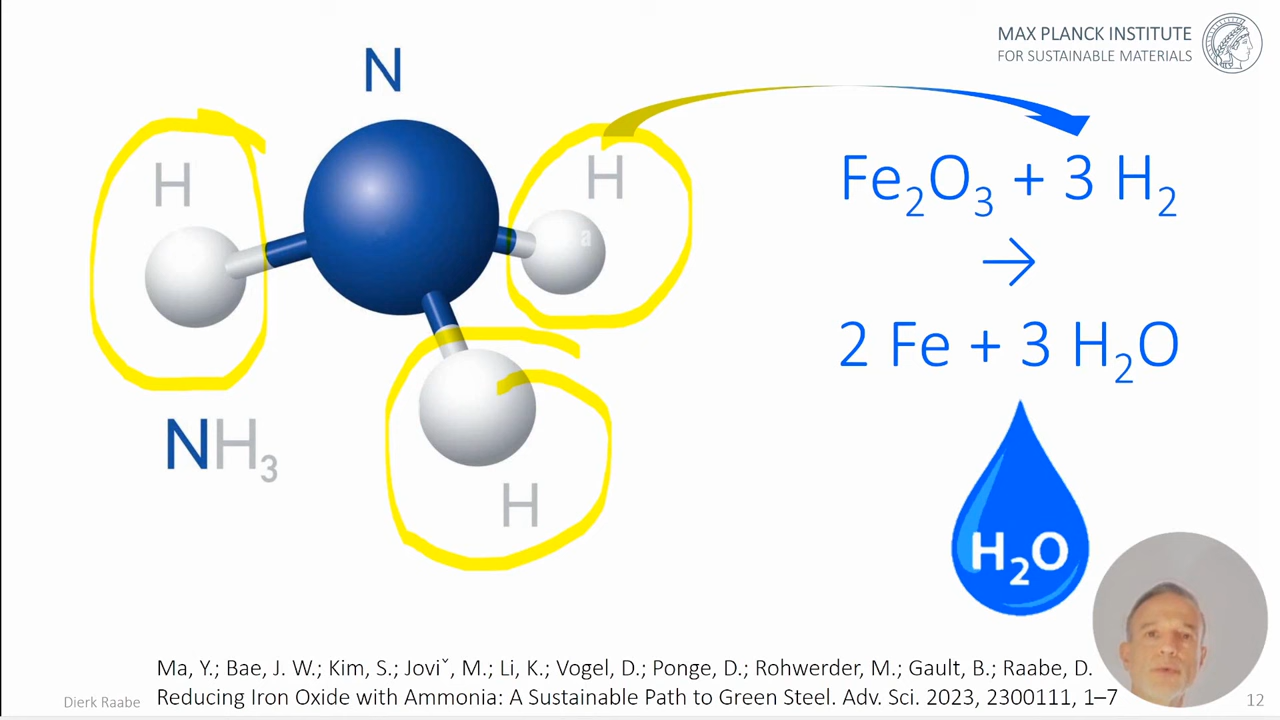 MAX PLANCK INSTITUTE
FOR SUSTAINABLE MATERIALS
N
H
H
H
NH₃
Fe₂O₃ + 3 H₂
→
2 Fe + 3 H₂O
H₂O
Ma, Y.; Bae, J. W.; Kim, S.; Joviˇ, M.; Li, K.; Vogel, D.; Ponge, D.; Rohwerder, M.; Gault, B.; Raabe, D.
Reducing Iron Oxide with Ammonia: A Sustainable Path to Green Steel. Adv. Sci. 2023, 2300111, 1–7
Dierk Raabe
12